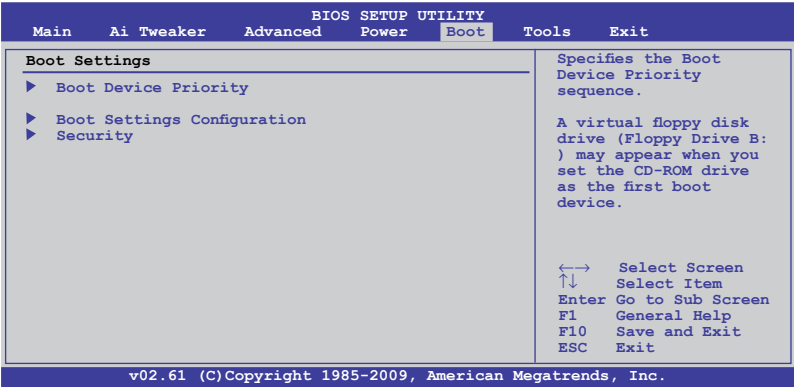 BIOS SETUP UTILITY
Main Ai Tweaker Advanced Power Boot Tools Exit
Boot Settings
Boot Device Priority
Boot Settings Configuration
Security
Specifies the Boot
Device Priority
sequence.
A virtual floppy disk
drive (Floppy Drive B:
) may appear when you
set the CD-ROM drive
as the first boot
device.
←→ Select Screen
↑↓ Select Item
Enter Go to Sub Screen
F1 General Help
F10 Save and Exit
ESC Exit
v02.61 (C)Copyright 1985-2009, American Megatrends, Inc.